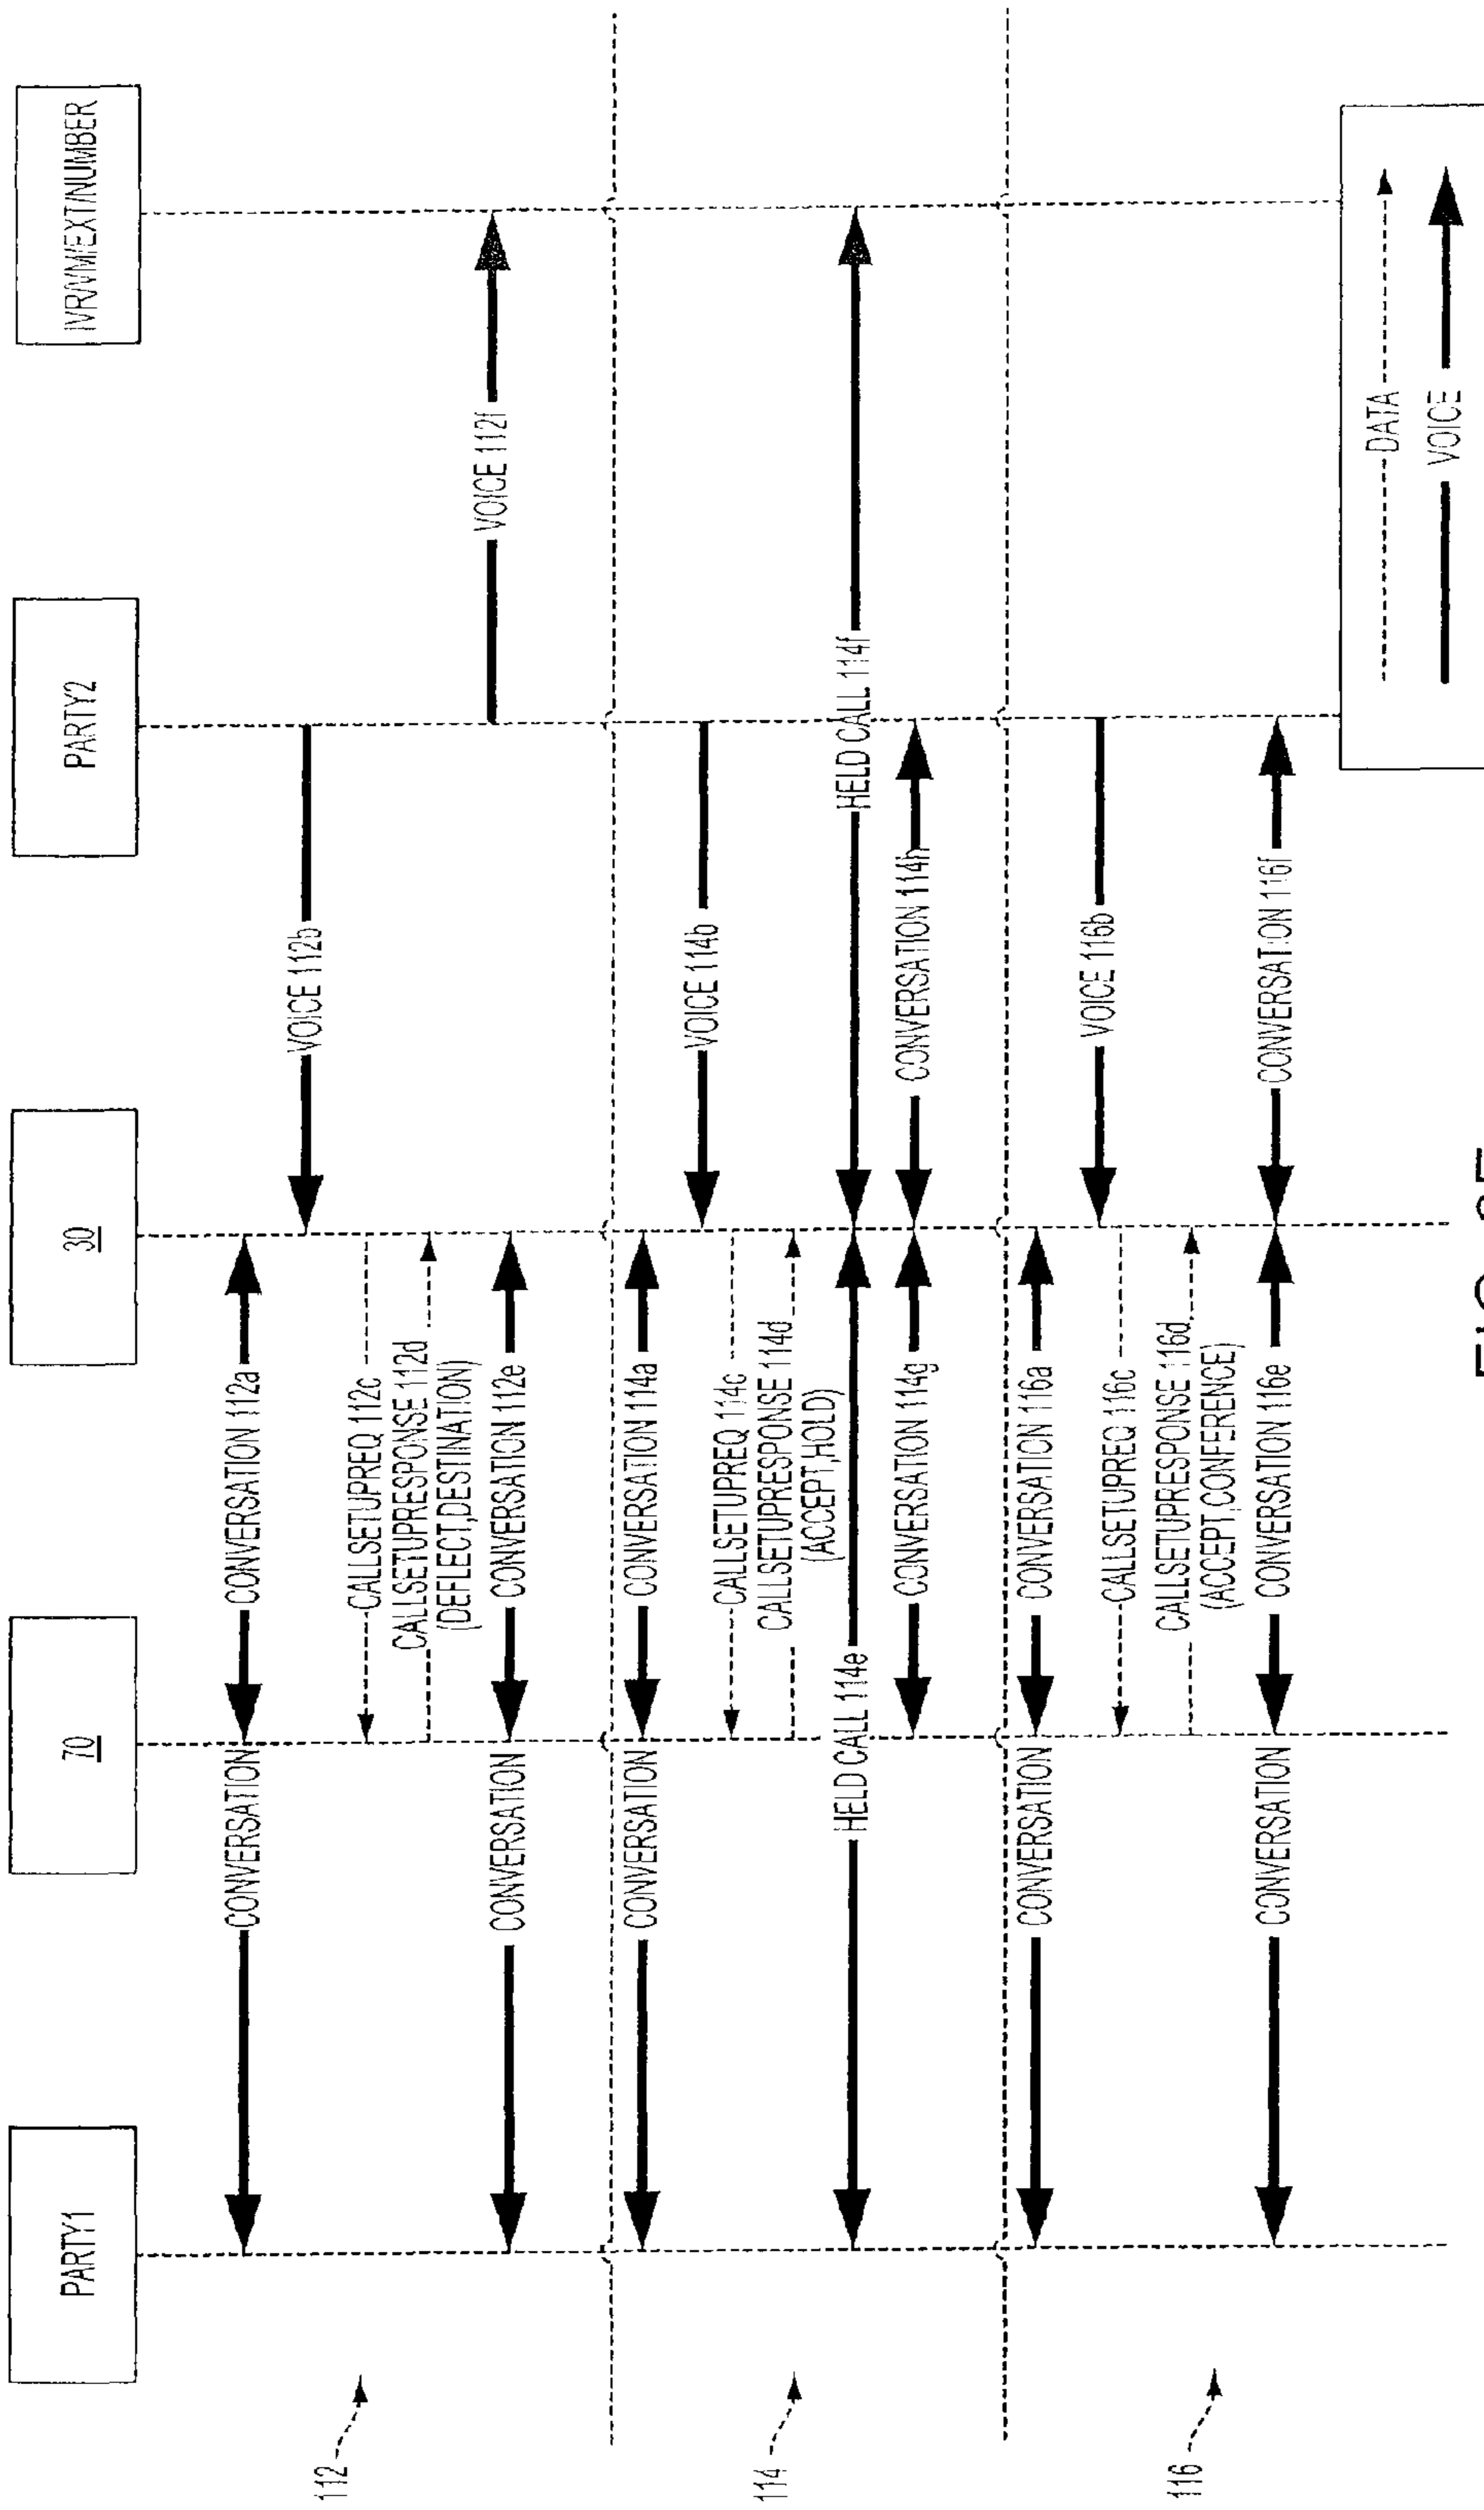 PARTY1
70
30
PARTY2
IVR/VM/EXT/NUMBER
112
CONVERSATION
CONVERSATION 112a
VOICE 112b
CALLSETUPREQ 112c
CALLSETUPRESPONSE 112d
(DEFLECT,DESTINATION)
CONVERSATION
CONVERSATION 112e
VOICE 112f
114
CONVERSATION
CONVERSATION 114a
VOICE 114b
CALLSETUPREQ 114c
CALLSETUPRESPONSE 114d
(ACCEPT,HOLD)
HELD CALL 114e
HELD CALL 114f
CONVERSATION 114g
CONVERSATION 114h
116
CONVERSATION
CONVERSATION 116a
VOICE 116b
CALLSETUPREQ 116c
CALLSETUPRESPONSE 116d
(ACCEPT,CONFERENCE)
CONVERSATION
CONVERSATION 116e
CONVERSATION 116f
DATA
VOICE